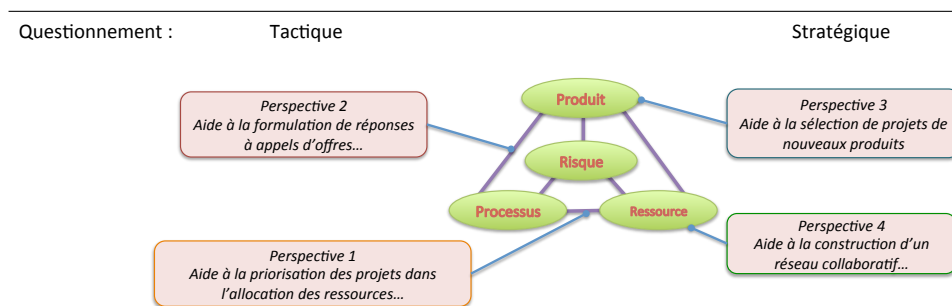 Questionnement : Tactique Stratégique
Perspective 2
Aide à la formulation de réponses
à appels d’offres…
Produit
Perspective 3
Aide à la sélection de projets de
nouveaux produits
Risque
Processus
Ressource
Perspective 1
Aide à la priorisation des projets dans
l’allocation des ressources…
Perspective 4
Aide à la construction d’un
réseau collaboratif…